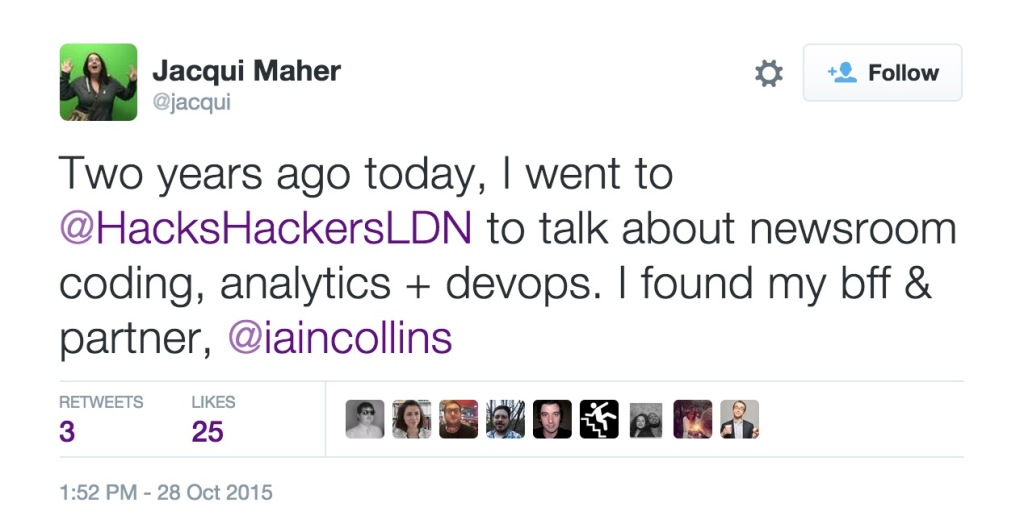 Jacqui Maher
@jacqui
Follow
Two years ago today, I went to
@HacksHackersLDN to talk about newsroom
coding, analytics + devops. I found my bff &
partner, @iaincollins
RETWEETS LIKES
3 25
1:52 PM - 28 Oct 2015